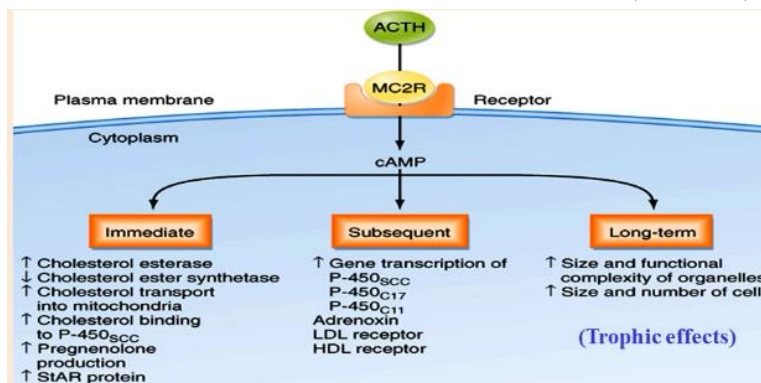 ACTH
MC2R
Plasma membrane
Receptor
Cytoplasm
cAMP
Immediate
↑ Cholesterol esterase
↓ Cholesterol ester synthetase
↑ Cholesterol transport
into mitochondria
↑ Cholesterol binding
to P-450SCC
↑ Pregnenolone
production
↑ StAR protein
Subsequent
↑ Gene transcription of
P-450SCC
P-450C17
P-450C11
Adrenoxin
LDL receptor
HDL receptor
Long-term
↑ Size and functional
complexity of organelles
↑ Size and number of cell
(Trophic effects)